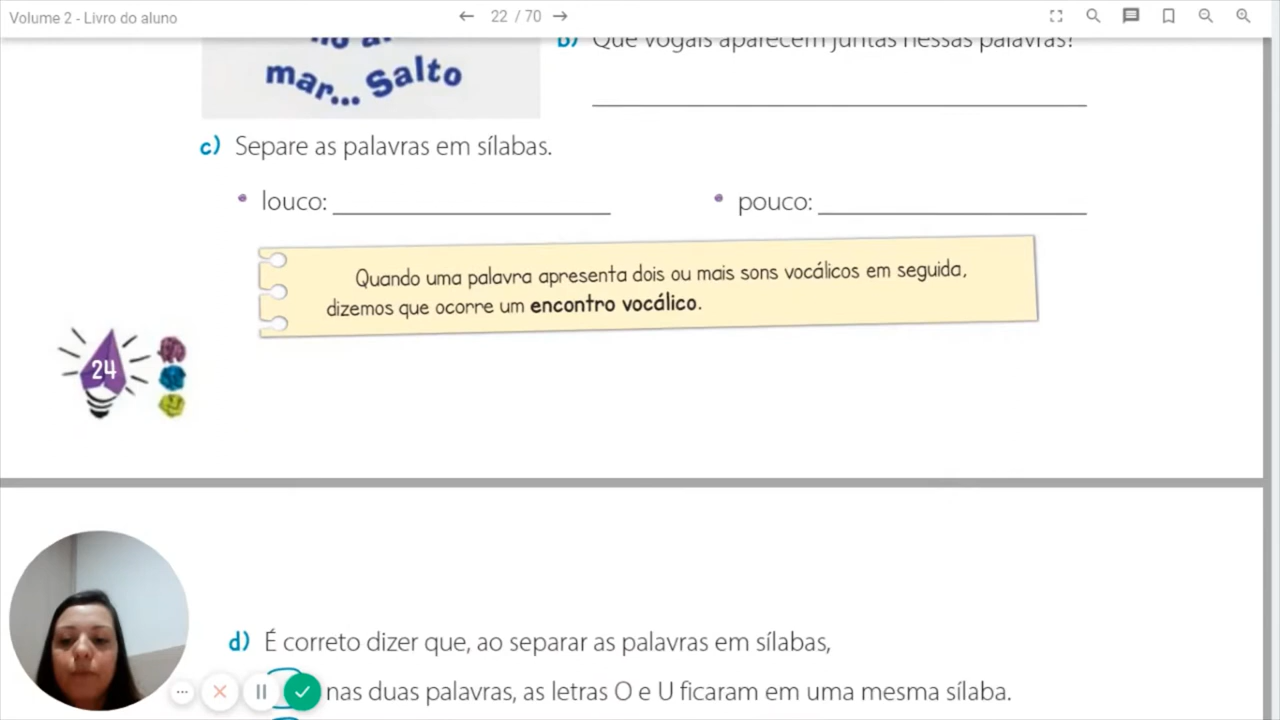 Volume 2 - Livro do aluno
22 / 70
no a
mar... Salto
b) Que vogais aparecem juntas nessas palavras?
c) Separe as palavras em sílabas.
• louco: ____________________
• pouco: ____________________
Quando uma palavra apresenta dois ou mais sons vocálicos em seguida,
dizemos que ocorre um encontro vocálico.
24
d) É correto dizer que, ao separar as palavras em sílabas,
nas duas palavras, as letras O e U ficaram em uma mesma sílaba.